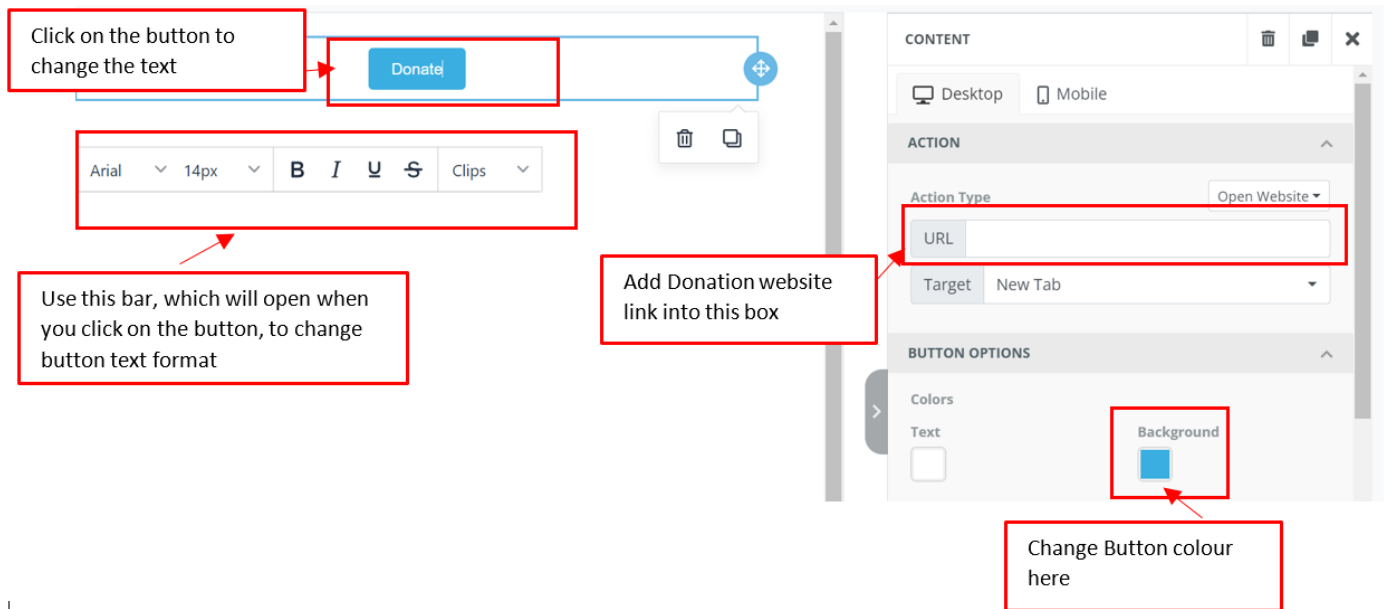 Click on the button to
change the text
Donate
Arial 14px B I U S Clips
Use this bar, which will open when
you click on the button, to change
button text format
Add Donation website
link into this box
CONTENT
Desktop Mobile
ACTION
Action Type Open Website
URL
Target New Tab
BUTTON OPTIONS
Colors
Text Background
Change Button colour
here